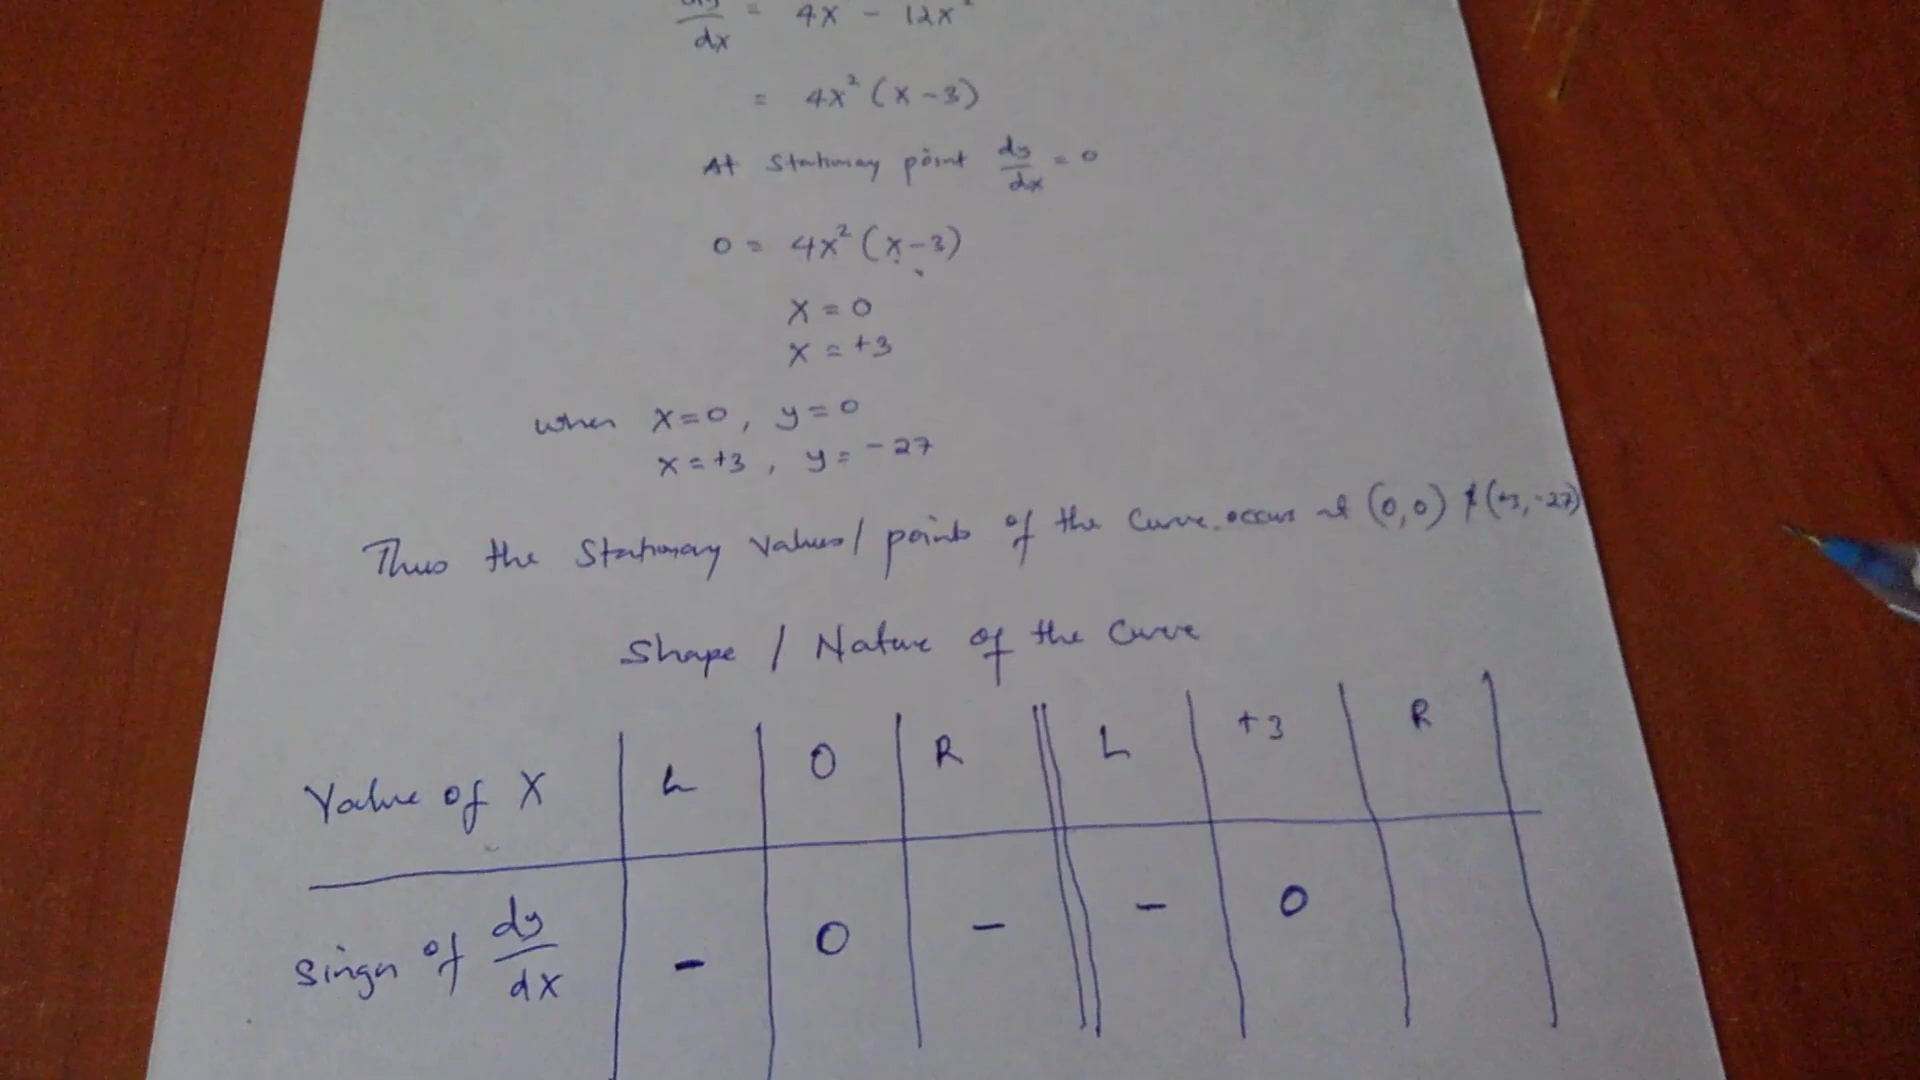 dy/dx = 4x - 12x²
= 4x² (x-3)
At Stationary point dy/dx = 0
0 = 4x² (x-3)
x = 0
x = +3
when x=0, y=0
x=+3, y=-27
Thus the Stationary Values/ points of the Curve occurs at (0,0) & (+3,-27)
Shape / Nature of the Curve
Value of X | L | 0 | R || L | +3 | R |
Singn of dy/dx | - | 0 | - || - | 0 | |